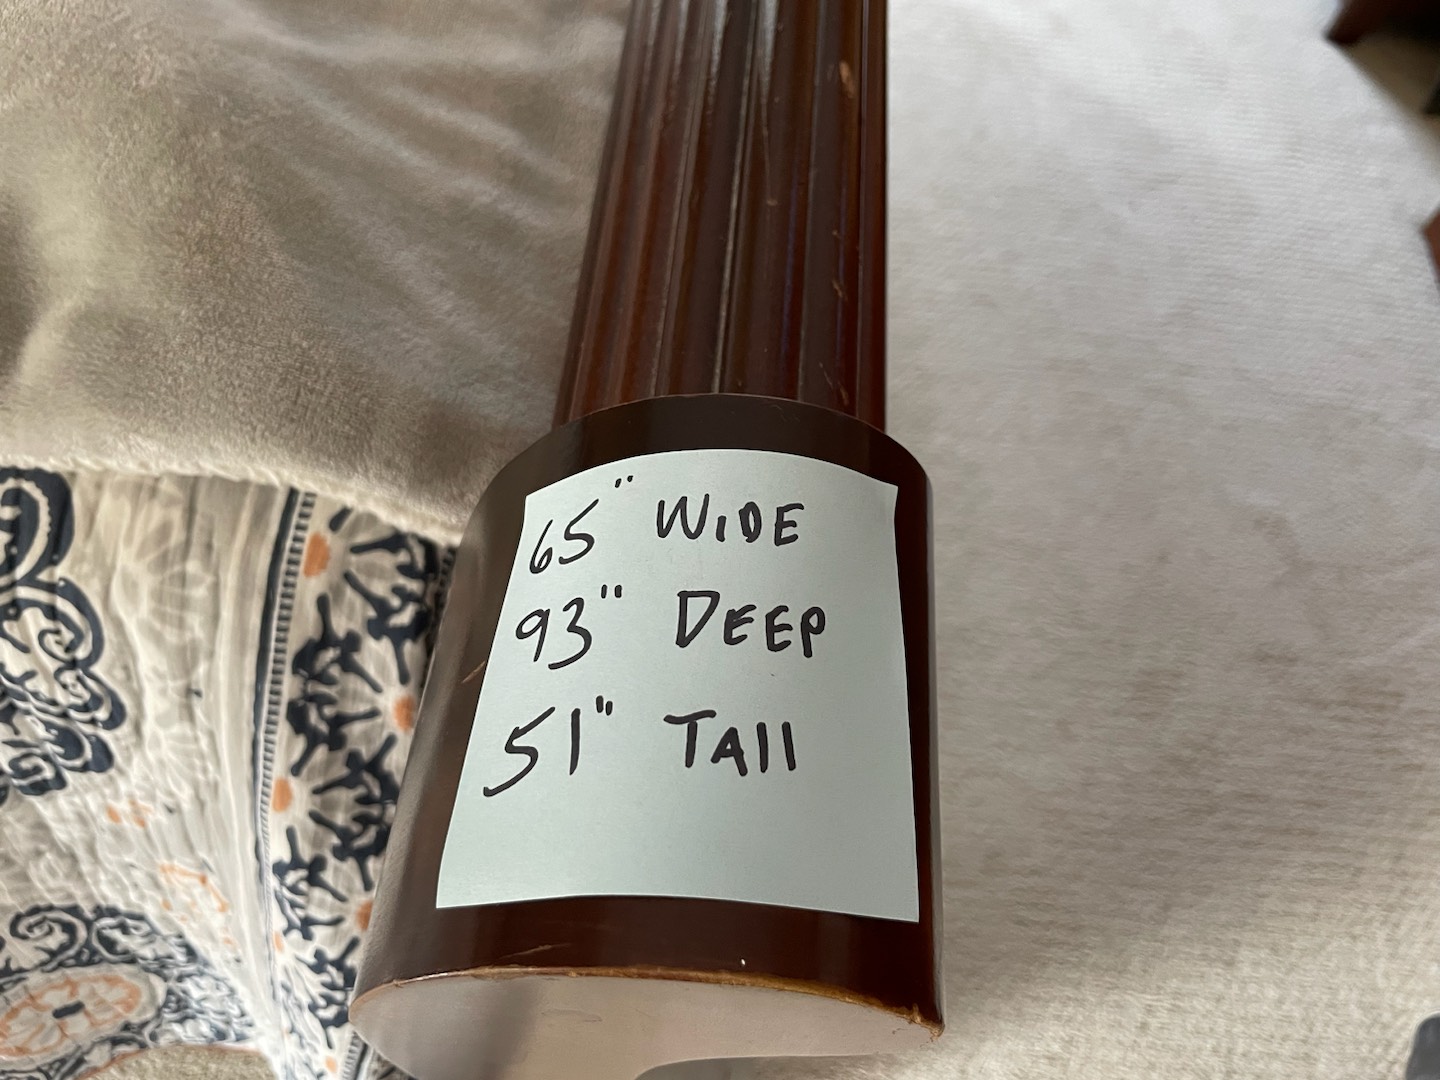 65" WIDE
93" DEEP
51" TAll